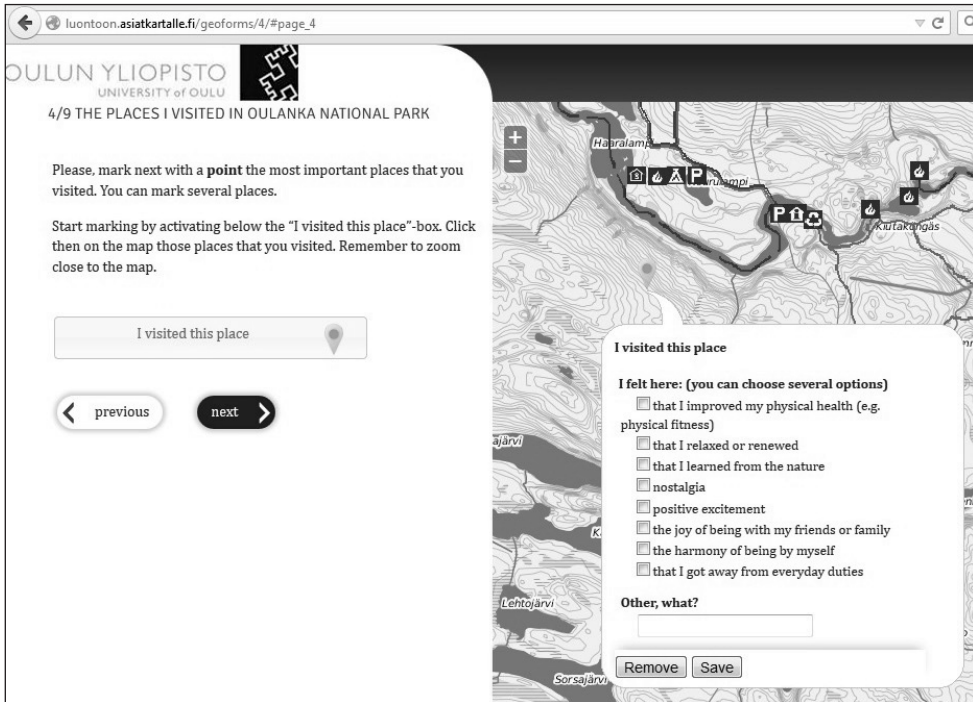 luontoon.asiatkartalle.fi/geoforms/4/#page_4
OULUN YLIOPISTO
UNIVERSITY of OULU
4/9 THE PLACES I VISITED IN OULANKA NATIONAL PARK
Please, mark next with a point the most important places that you
visited. You can mark several places.
Start marking by activating below the “I visited this place”-box. Click
then on the map those places that you visited. Remember to zoom
close to the map.
I visited this place
previous
next
+
−
Haaralampi
P
P
Kiutaköngäs
I visited this place
I felt here: (you can choose several options)
that I improved my physical health (e.g.
physical fitness)
that I relaxed or renewed
that I learned from the nature
nostalgia
positive excitement
the joy of being with my friends or family
the harmony of being by myself
that I got away from everyday duties
Other, what?
Remove Save
ajärvi
Lehtojärvi
Sorsajärvi